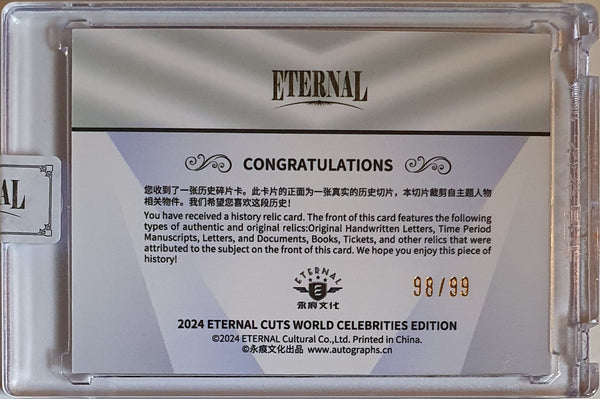 ETERNAL
CONGRATULATIONS
您收到了一张历史碎片卡。此卡片的正面为一张真实的历史切片，本切片裁剪自主题人物
相关物件。我们希望您喜欢这段历史！
You have received a history relic card. The front of this card features the following
types of authentic and original relics:Original Handwritten Letters, Time Period
Manuscripts, Letters, and Documents, Books, Tickets, and other relics that were
attributed to the subject on the front of this card. We hope you enjoy this piece of
history!
AL
ETERNAL
永痕文化
98/99
2024 ETERNAL CUTS WORLD CELEBRITIES EDITION
©2024 ETERNAL Cultural Co.,Ltd. Printed in China.
©永痕文化出品 www.autographs.cn